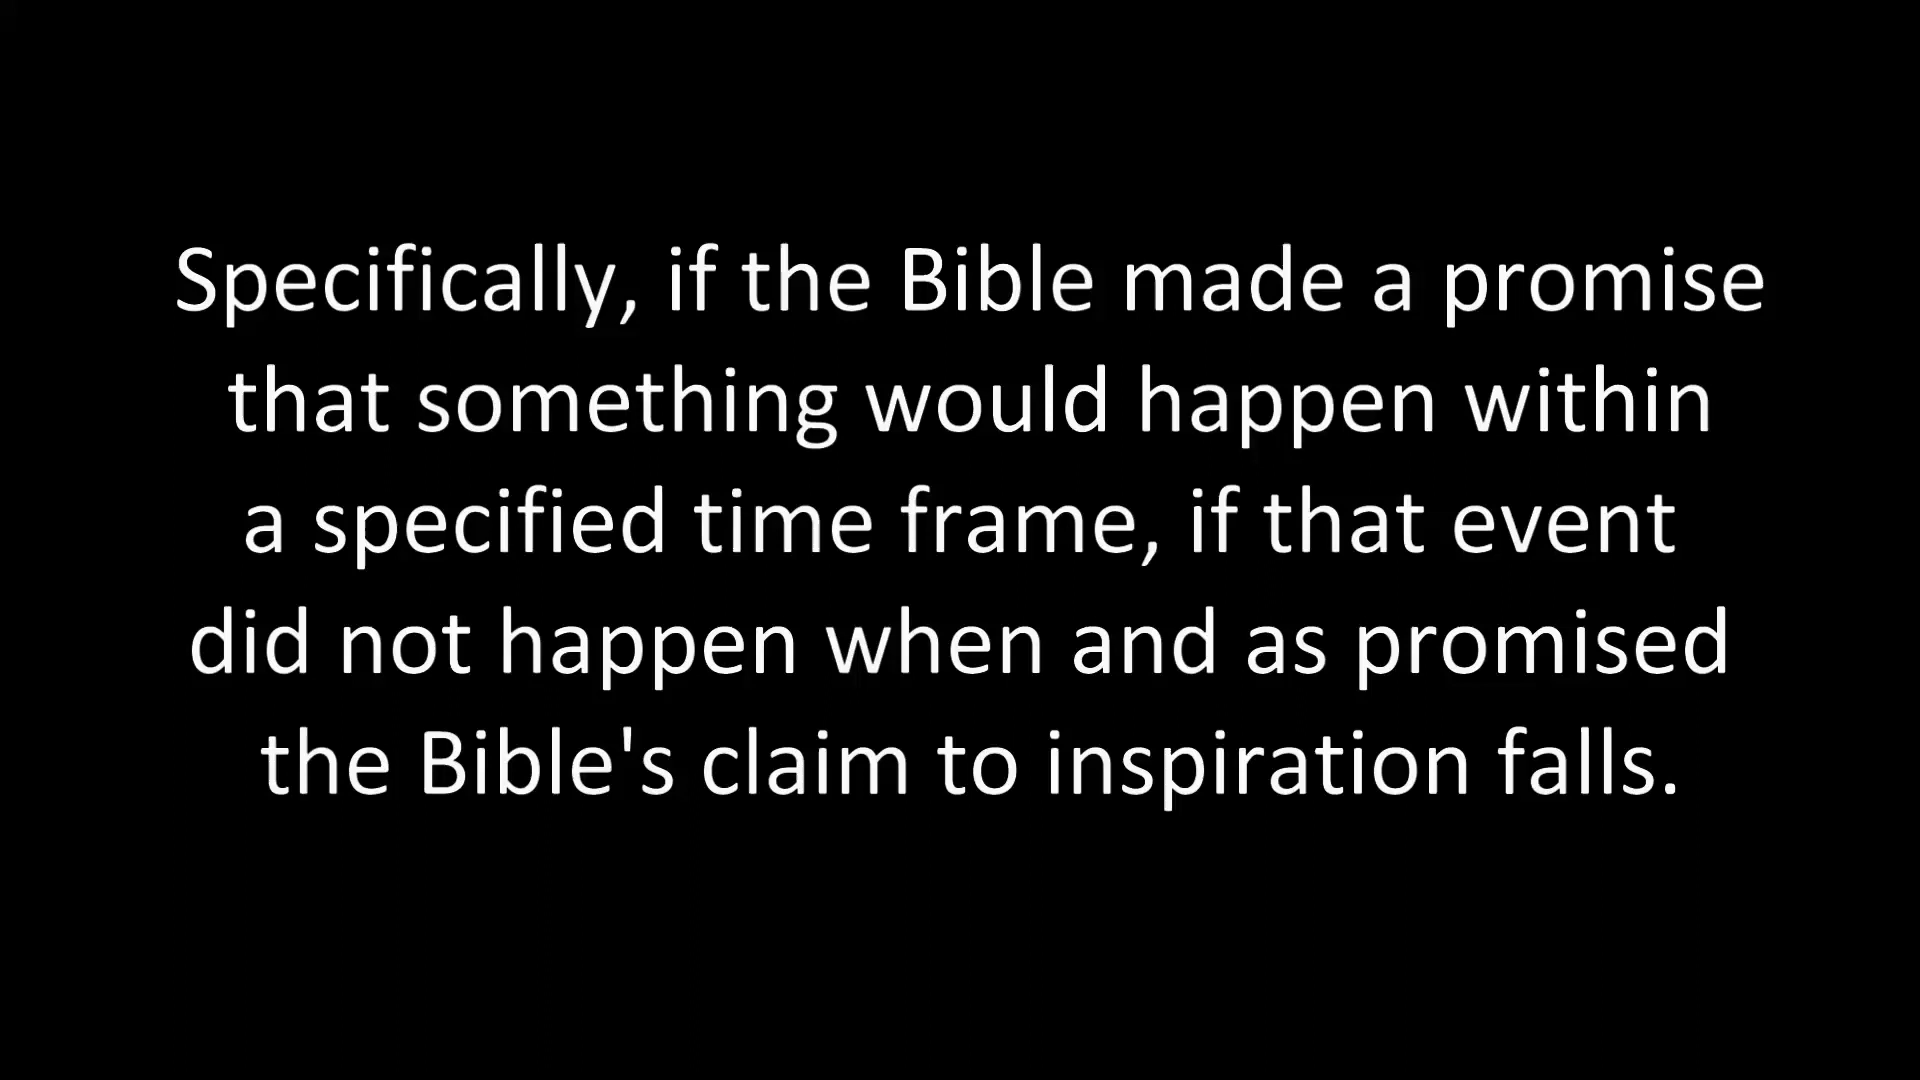 Specifically, if the Bible made a promise
that something would happen within
a specified time frame, if that event
did not happen when and as promised
the Bible's claim to inspiration falls.